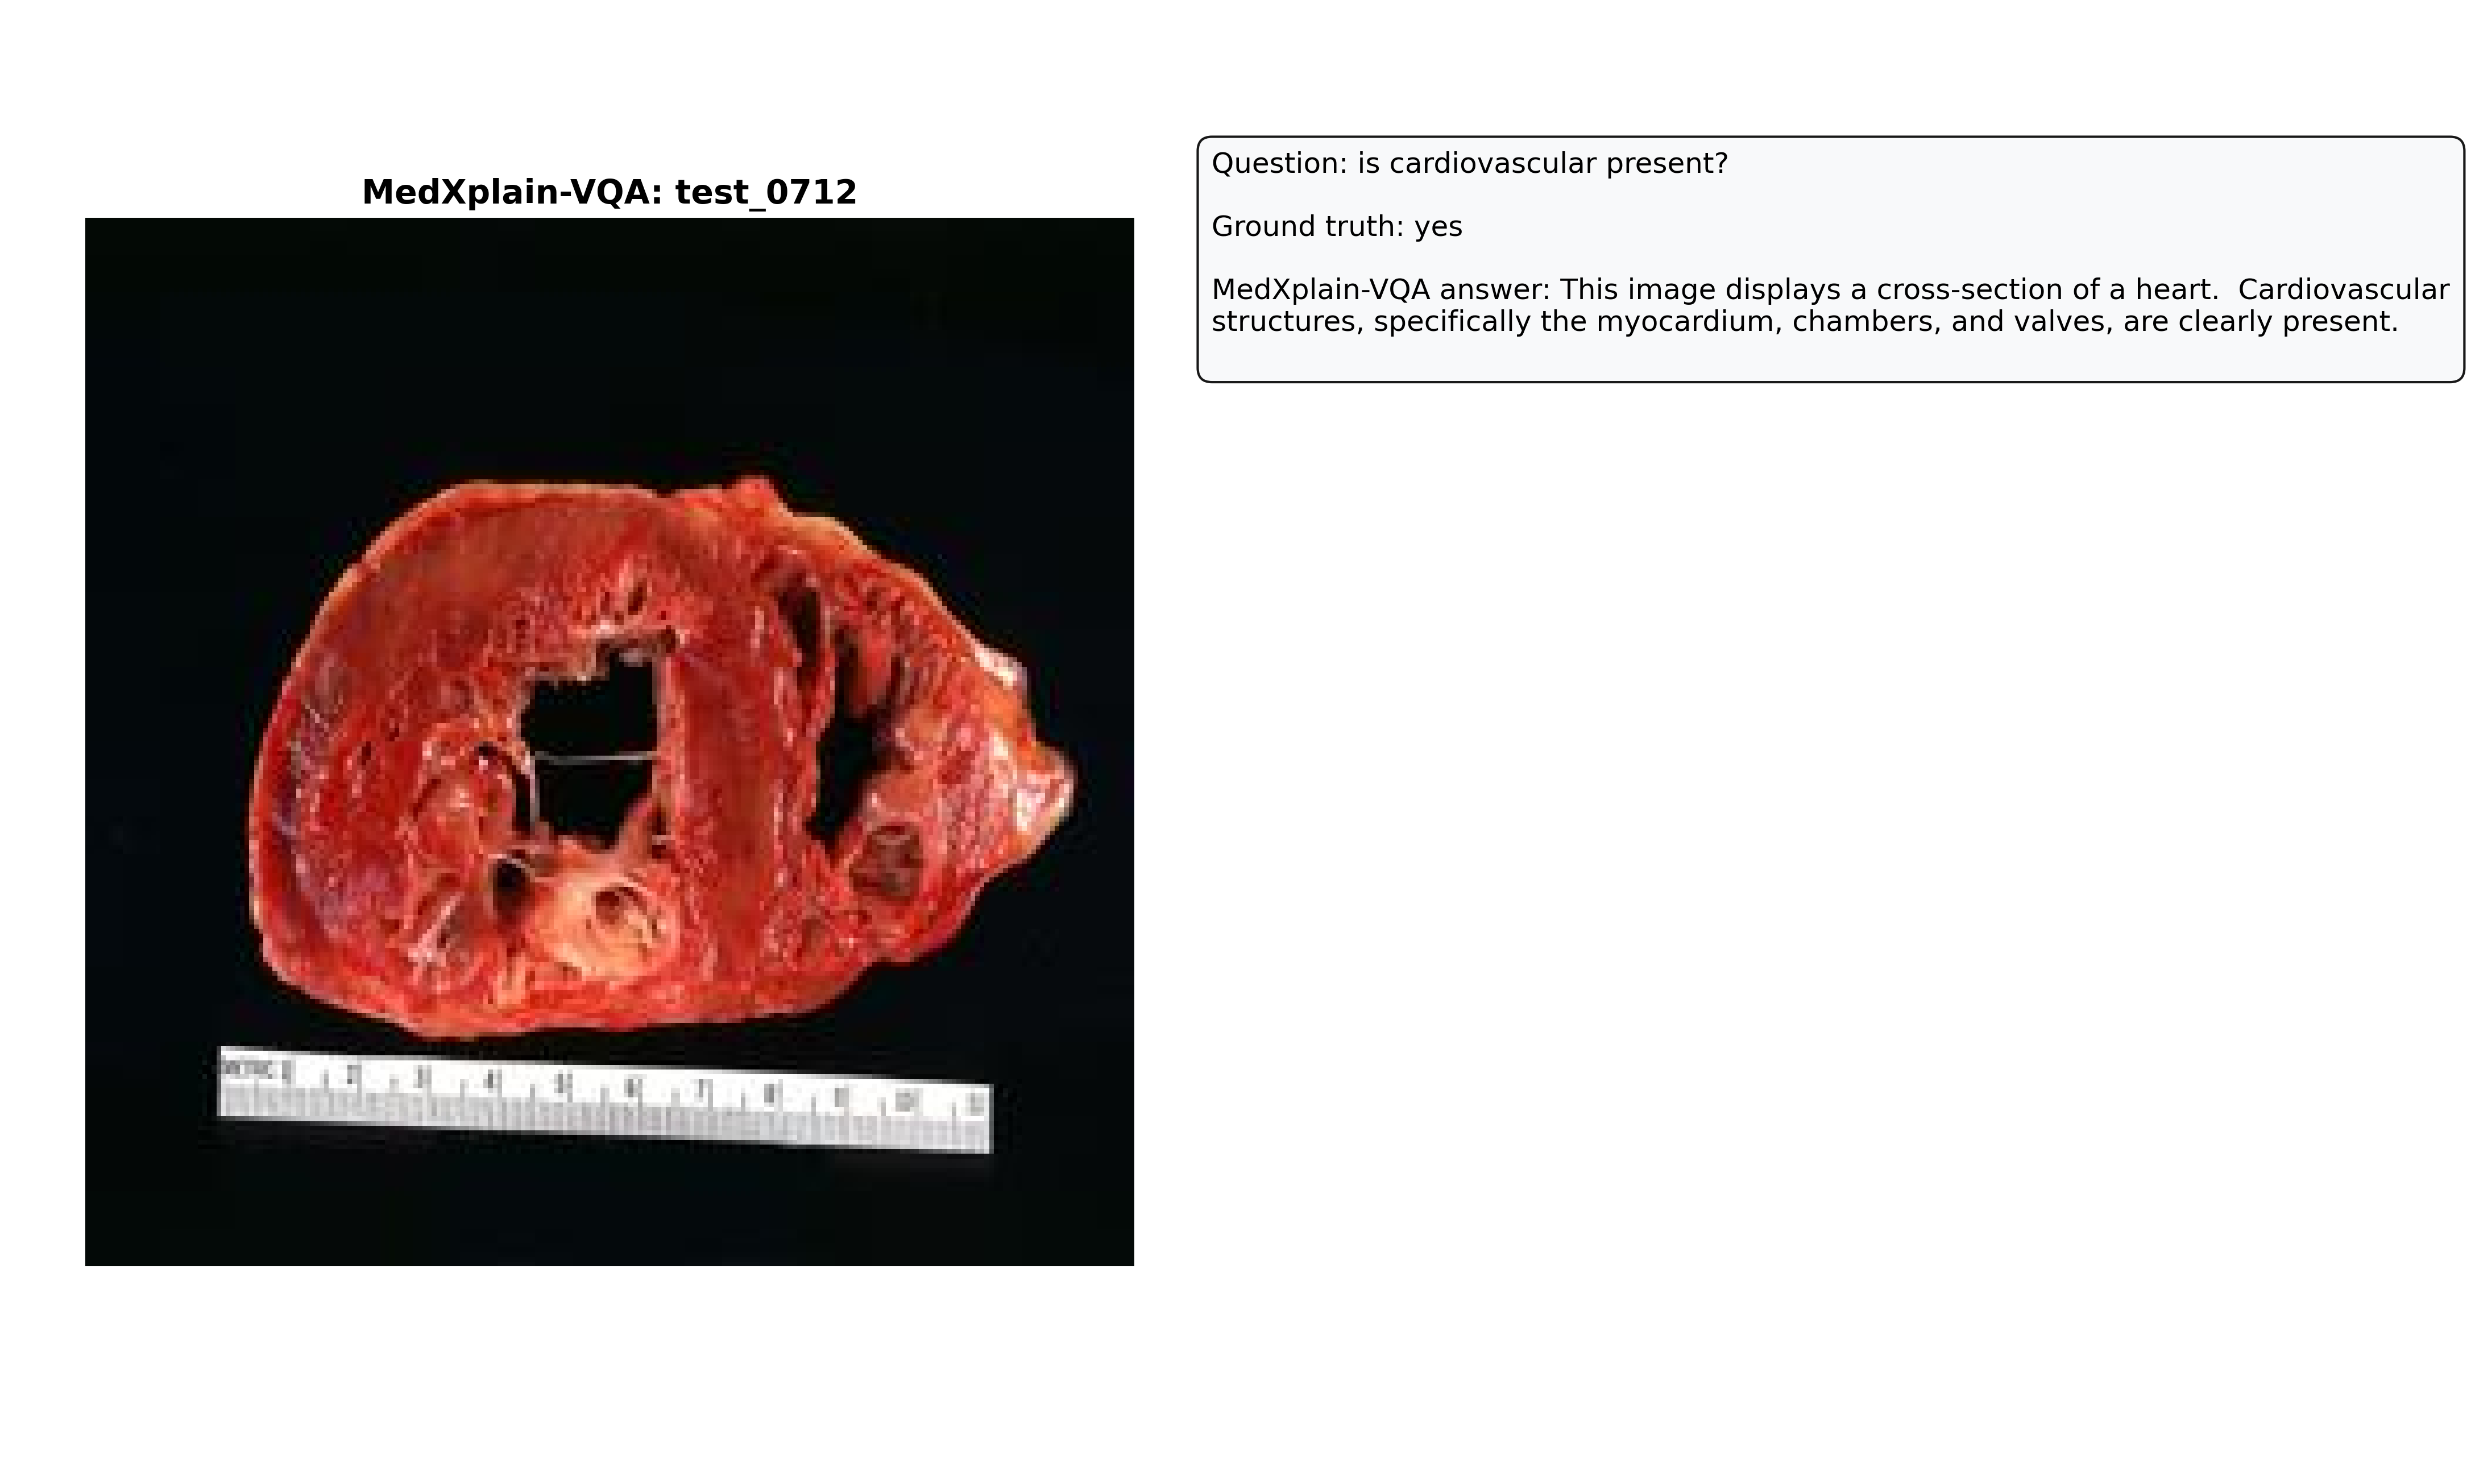 MedXplain-VQA: test_0712
Question: is cardiovascular present?
Ground truth: yes
MedXplain-VQA answer: This image displays a cross-section of a heart.  Cardiovascular
structures, specifically the myocardium, chambers, and valves, are clearly present.
METRIC 1 2 3 4 5 6 7 8 9 10 11